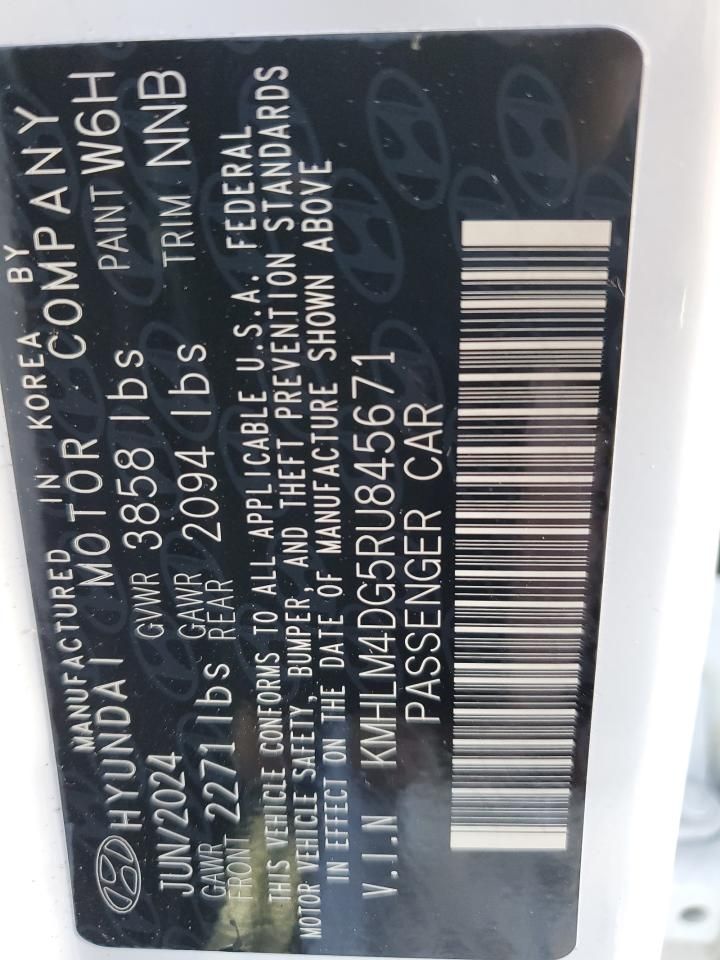 MANUFACTURED IN KOREA BY
HYUNDAI MOTOR COMPANY
JUN/2024 GVWR 3858 lbs PAINT W6H
GAWR FRONT 2271 lbs GAWR REAR 2094 lbs TRIM NNB
THIS VEHICLE CONFORMS TO ALL APPLICABLE U.S.A. FEDERAL
MOTOR VEHICLE SAFETY, BUMPER, AND THEFT PREVENTION STANDARDS
IN EFFECT ON THE DATE OF MANUFACTURE SHOWN ABOVE
V.I.N KMHLM4DG5RU845671
PASSENGER CAR